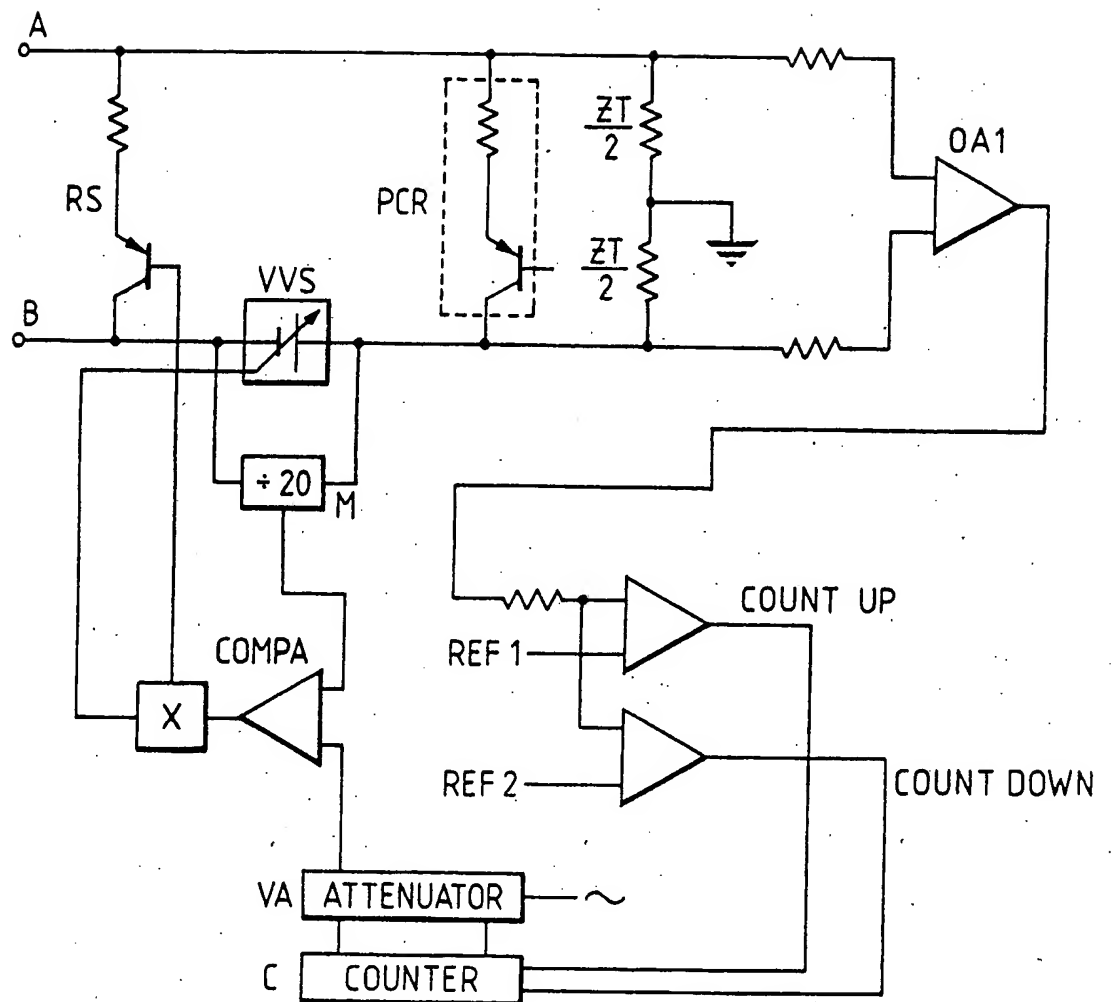 A
ZT
2
OA1
RS
PCR
VVS
ZT
2
B
÷ 20
M
COUNT UP
COMPA
REF 1
X
REF 2
COUNT DOWN
VA
ATTENUATOR
~
C
COUNTER